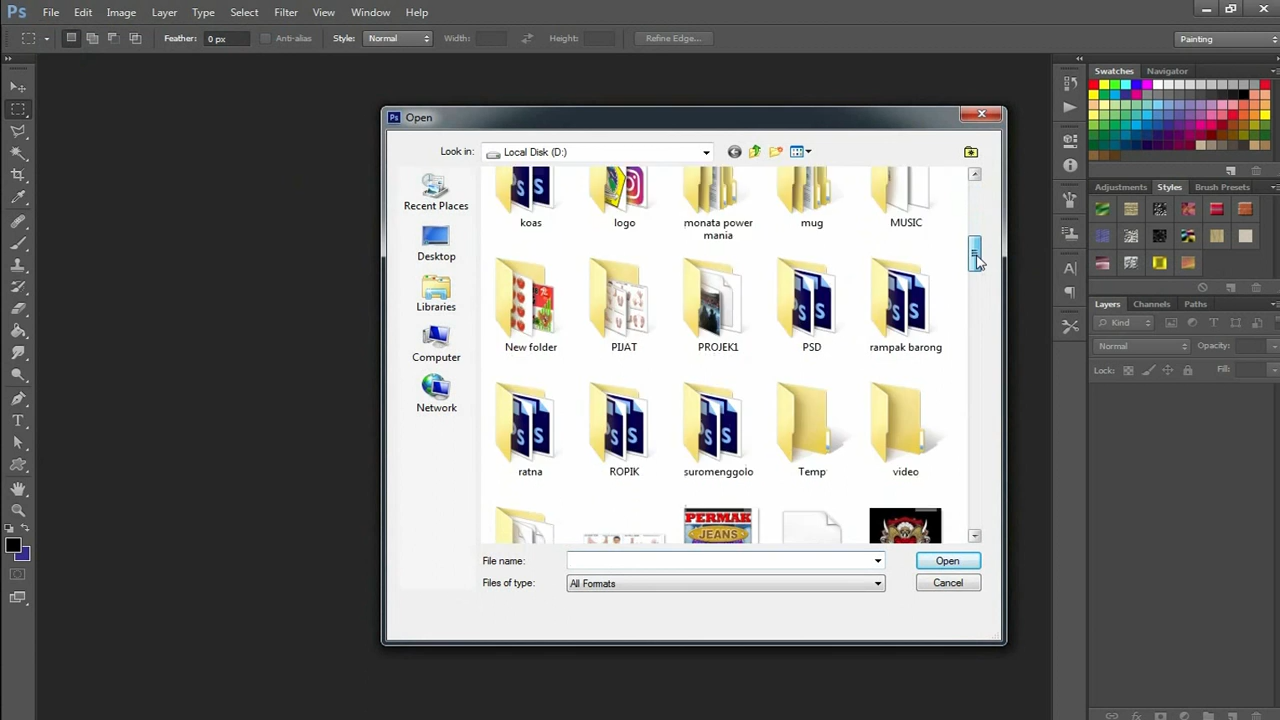 Ps File Edit Image Layer Type Select Filter View Window Help
Feather: 0 px Anti-alias Style: Normal Width: Height: Refine Edge... Painting
Swatches Navigator
Adjustments Styles Brush Presets
Layers Channels Paths
Kind
Normal Opacity:
Lock: Fill:
Ps Open
Look in: Local Disk (D:)
Recent Places
Desktop
Libraries
Computer
Network
koas logo monata power mug MUSIC
mania
New folder PIJAT PROJEK1 PSD rampak barong
ratna ROPIK suromenggolo Temp video
PERMAK
JEANS
File name: Open
Files of type: All Formats Cancel